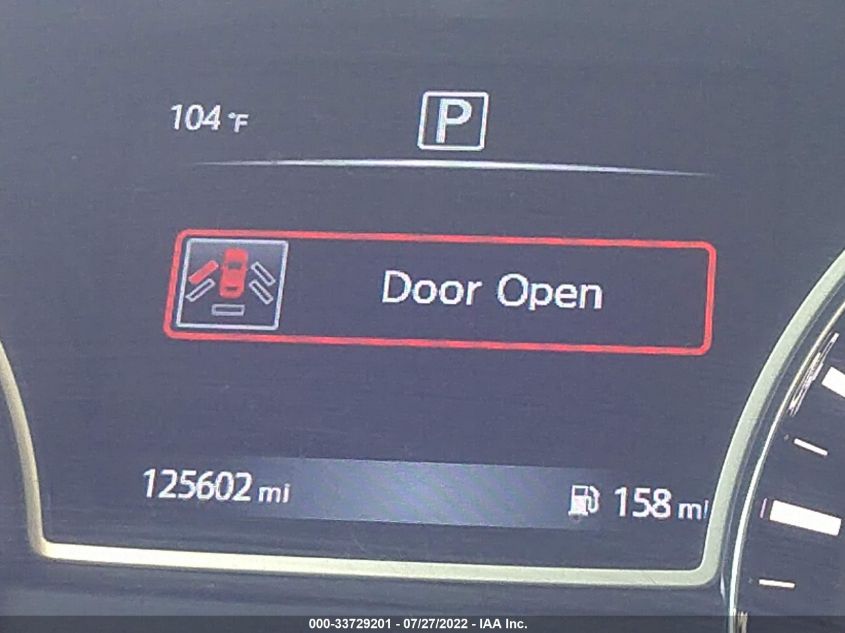 104 °F P
Door Open
125602 mi 158 mi
000-33729201 - 07/27/2022 - IAA Inc.